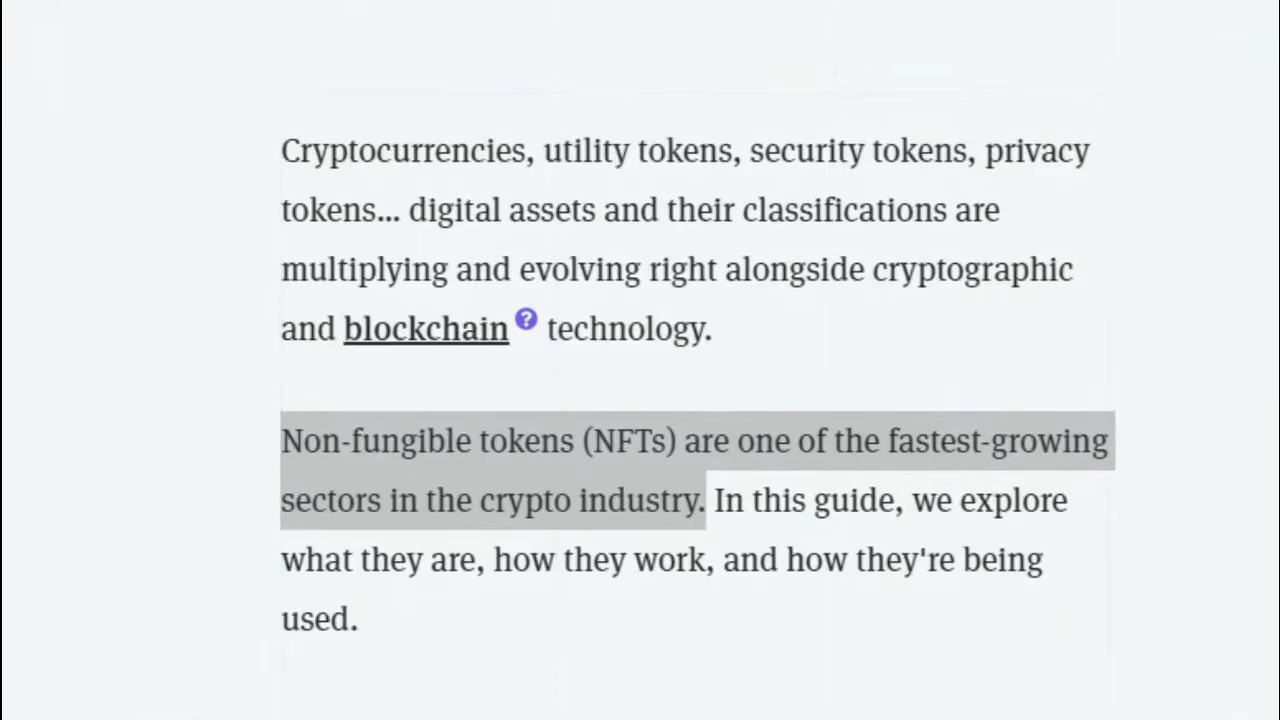 Cryptocurrencies, utility tokens, security tokens, privacy
tokens... digital assets and their classifications are
multiplying and evolving right alongside cryptographic
and blockchain ? technology.
Non-fungible tokens (NFTs) are one of the fastest-growing
sectors in the crypto industry. In this guide, we explore
what they are, how they work, and how they're being
used.